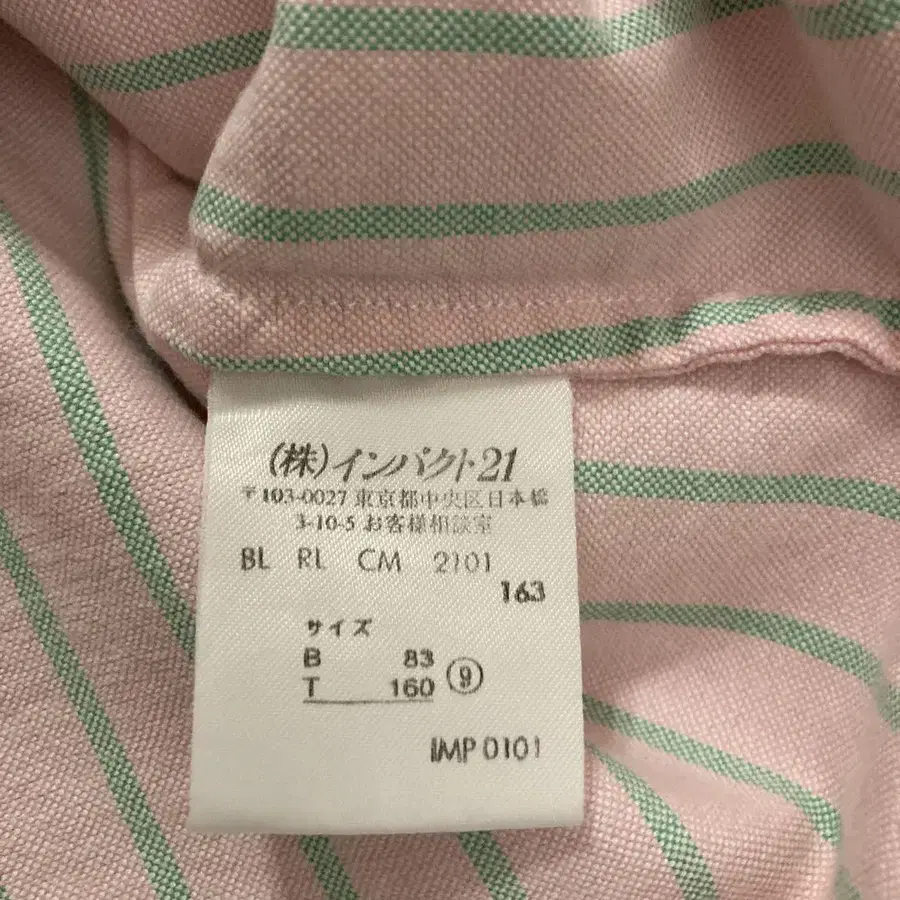 (株)インパクト21
〒103-0027 東京都中央区日本橋
3-10-5 お客様相談室
BL RL CM 2101
163
サイズ
B 83
T 160 ⑨
IMP 0101